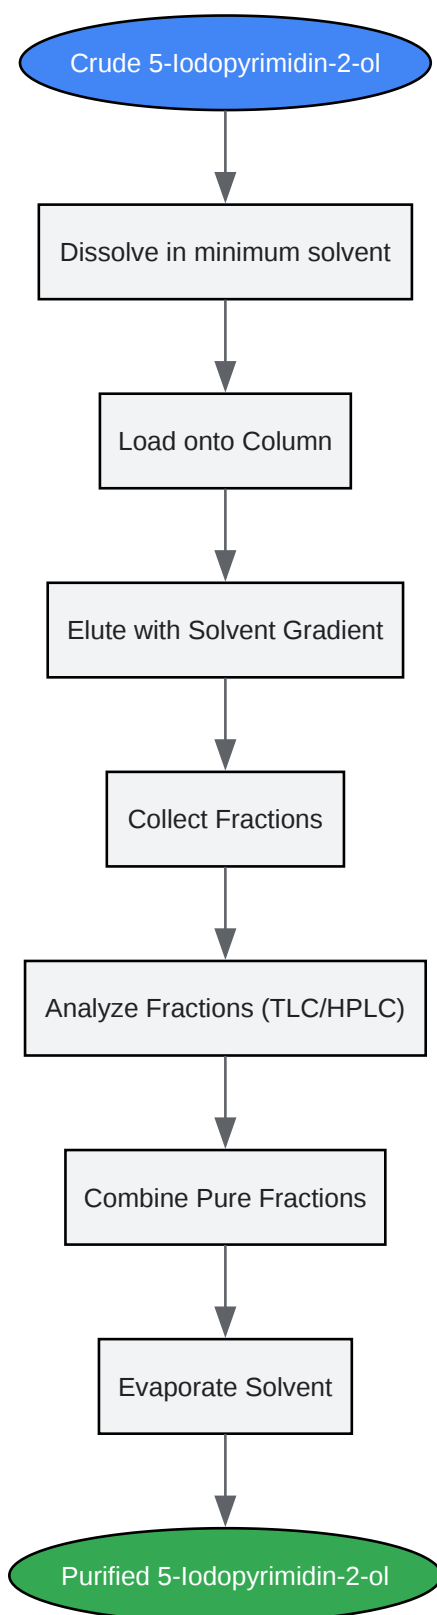 Crude 5-Iodopyrimidin-2-ol
Dissolve in minimum solvent
Load onto Column
Elute with Solvent Gradient
Collect Fractions
Analyze Fractions (TLC/HPLC)
Combine Pure Fractions
Evaporate Solvent
Purified 5-Iodopyrimidin-2-ol